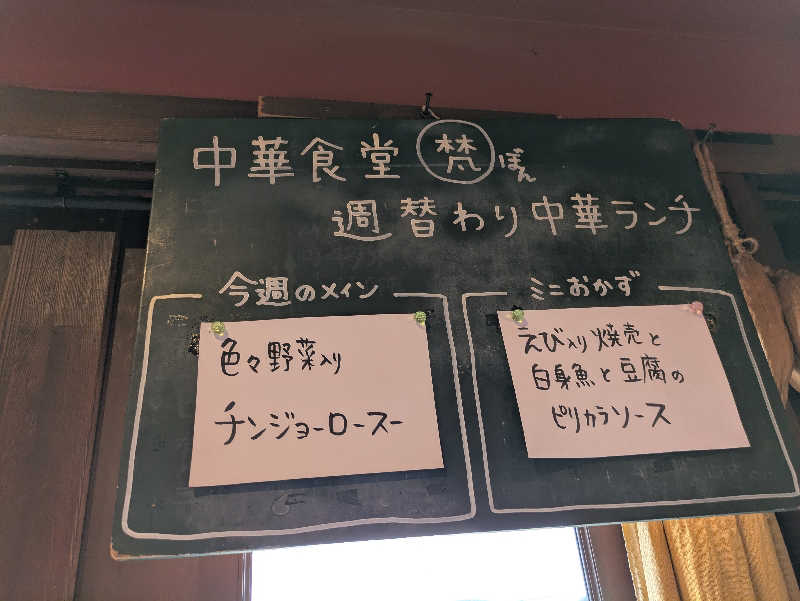 中華食堂 梵 ぼん
週替わり中華ランチ
今週のメイン
色々野菜入り
チンジョーロースー
ミニおかず
えび入り焼売と
白身魚と豆腐の
ピリカラソース